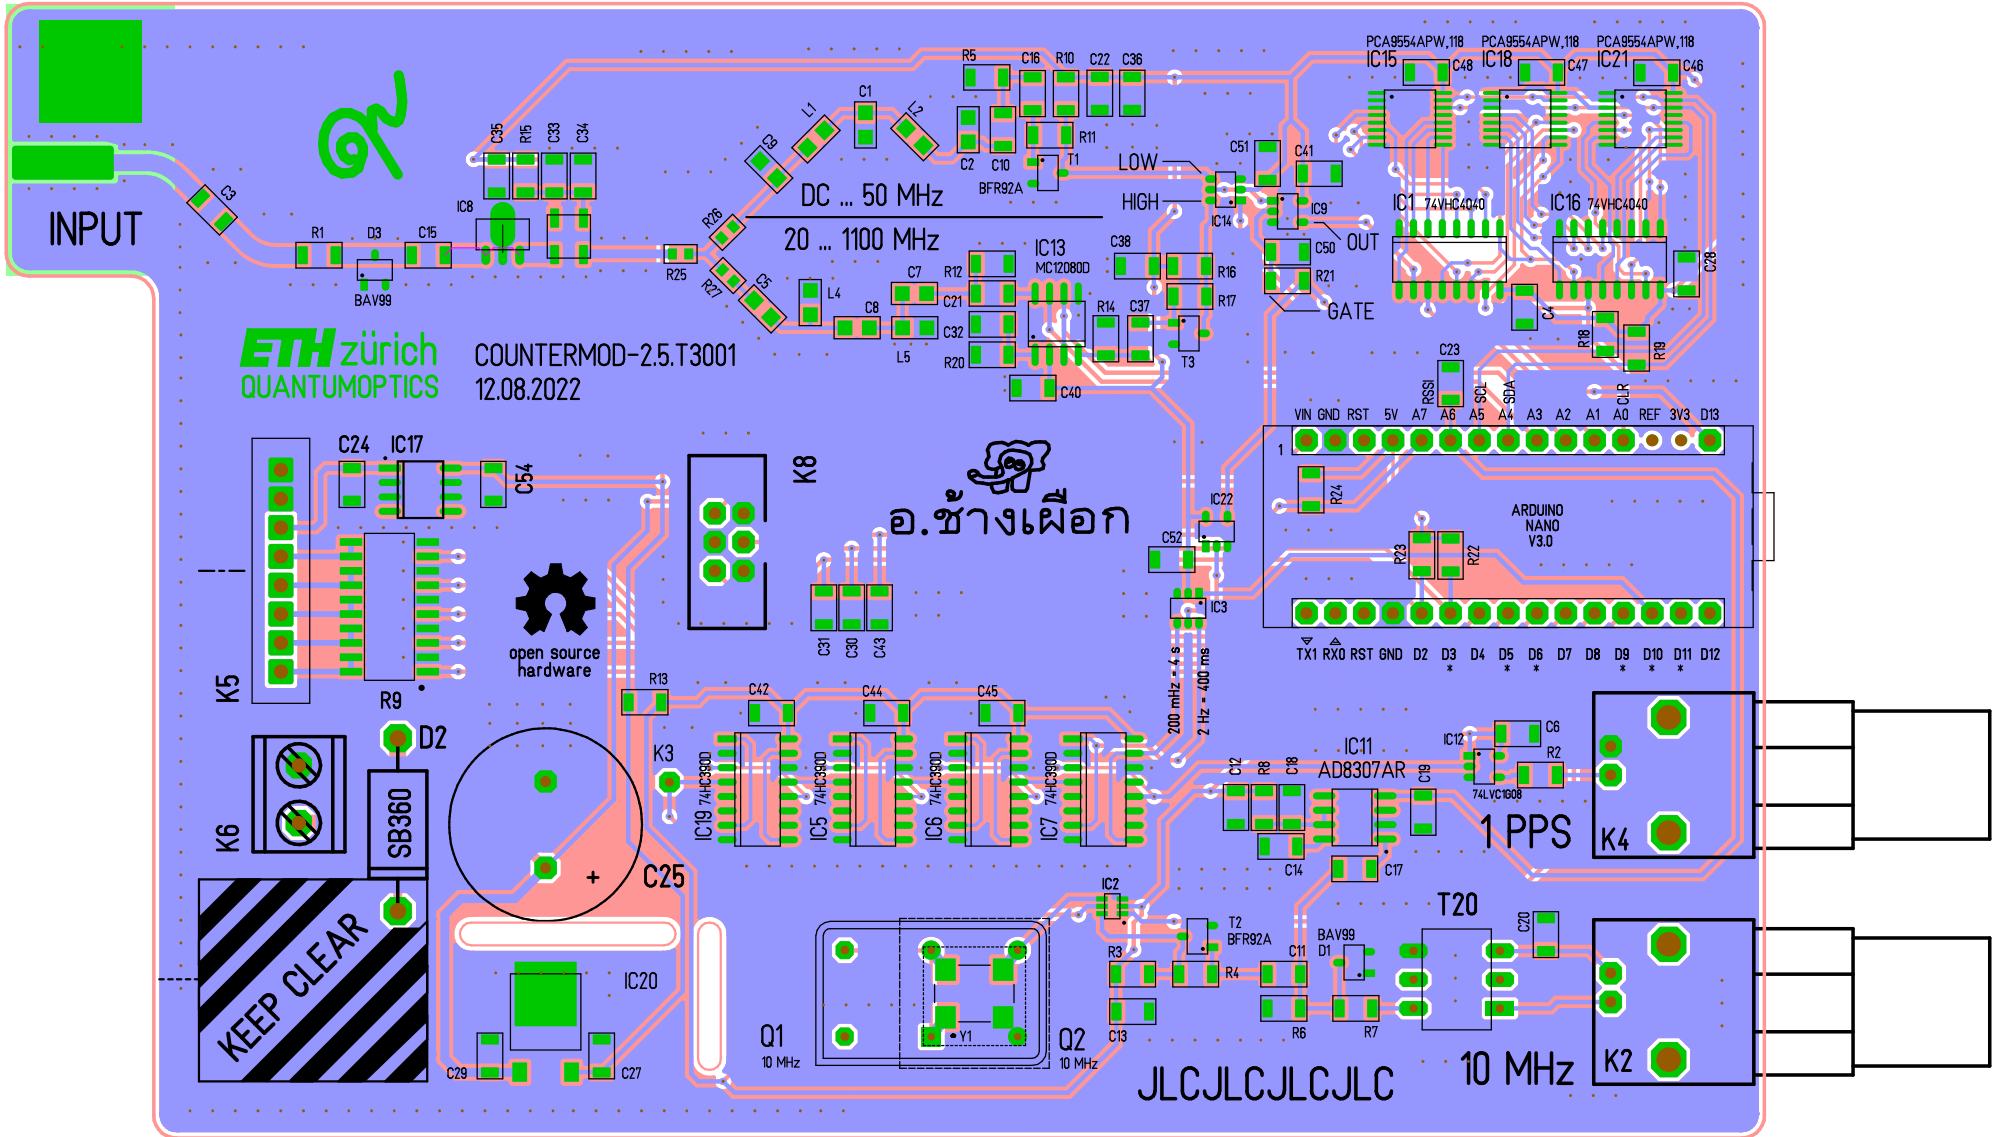 INPUT
C3
R1
D3
BAV99
C15
C35
R15
C33
C34
IC8
R25
R26
R27
C9
L1
C1
L2
C5
L4
C8
C7
L5
DC ... 50 MHz
20 ... 1100 MHz
R5
C16
R10
C22
C36
C2
C10
R11
T1
BFR92A
LOW
HIGH
IC14
C51
C41
IC9
OUT
C50
R21
GATE
IC13
MC12080D
R12
C21
C32
R20
C40
R14
C37
C38
R16
R17
T3
PCA9554APW,118
IC15
C48
PCA9554APW,118
IC18
C47
PCA9554APW,118
IC21
C46
IC1 74VHC4040
IC16 74VHC4040
C28
C4
R18
R19
C23
RSSI
SCL
SDA
CLR
VIN GND RST 5V A7 A6 A5 A4 A3 A2 A1 A0 REF 3V3 D13
1
R24
ARDUINO
NANO
V3.0
R23
R22
TX1 RX0 RST GND D2 D3 D4 D5 D6 D7 D8 D9 D10 D11 D12
* * * * * *
ETH zürich
QUANTUMOPTICS
COUNTERMOD-2.5.T3001
12.08.2022
C24
IC17
C54
K5
R9
K8
อ.ช้างเผือก
open source
hardware
C31
C30
C43
IC22
C52
IC3
200 mHz = 4 s
2 Hz = 400 ms
R13
K3
C42
C44
C45
IC19 74HC390D
IC5 74HC390D
IC6 74HC390D
IC7 74HC390D
D2
K6
SB360
C25
+
KEEP CLEAR
IC20
C29
C27
Q1
10 MHz
Y1
Q2
10 MHz
IC2
T2
BFR92A
R3
R4
C13
C11
R6
BAV99
D1
R7
T20
C20
C12
R8
C18
IC11
AD8307AR
C19
C14
C17
IC12
74LVC1G08
C6
R2
1 PPS
K4
10 MHz
K2
JLCJLCJLCJLC